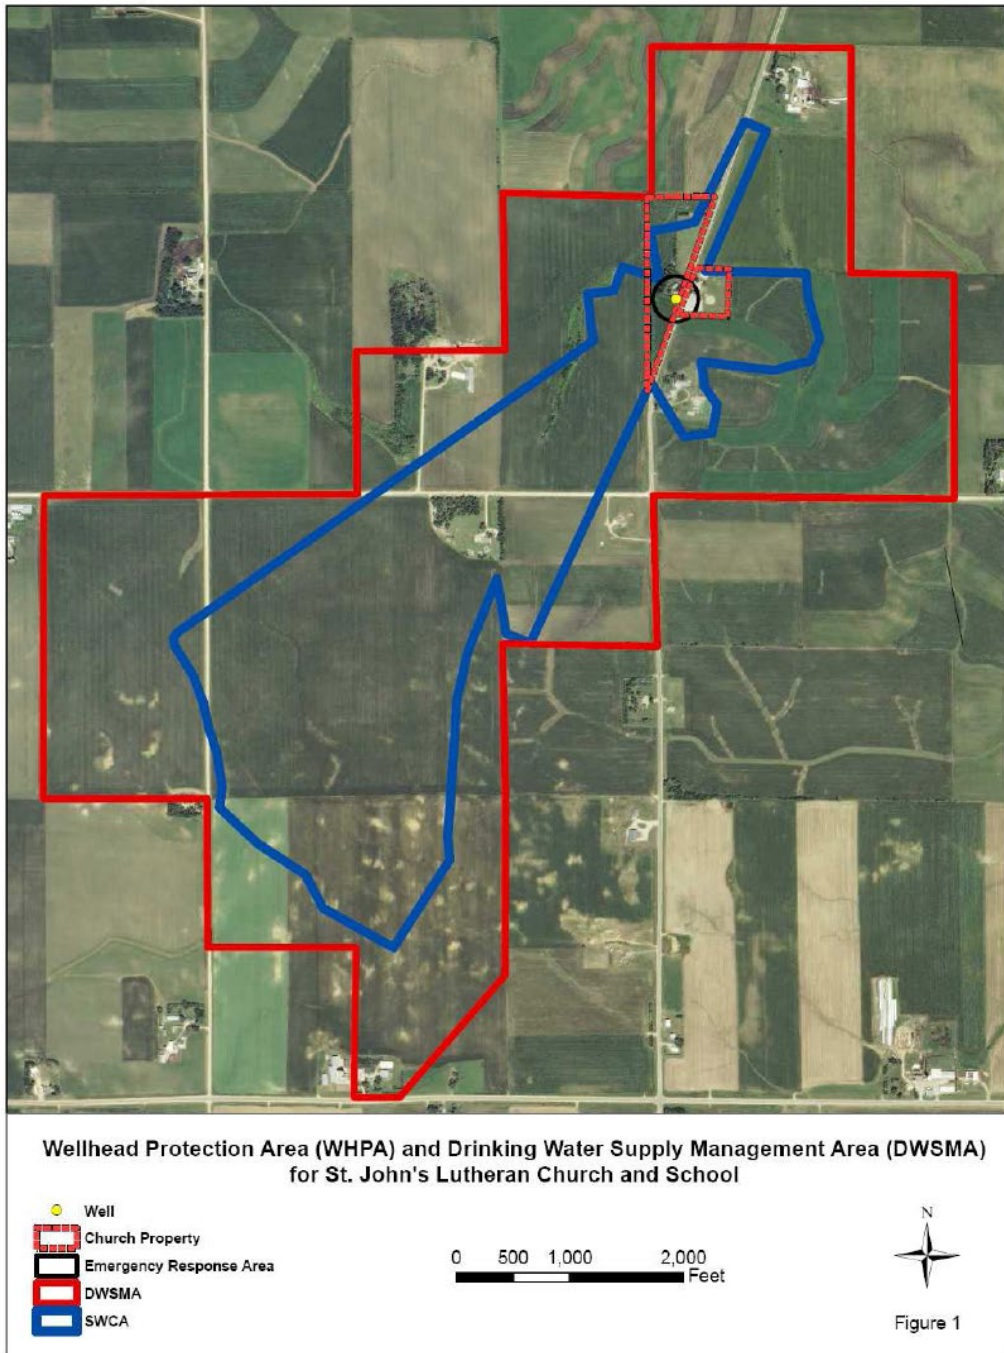 Wellhead Protection Area (WHPA) and Drinking Water Supply Management Area (DWSMA)
for St. John's Lutheran Church and School
Well
Church Property
Emergency Response Area
DWSMA
SWCA
0 500 1,000 2,000
Feet
N
Figure 1